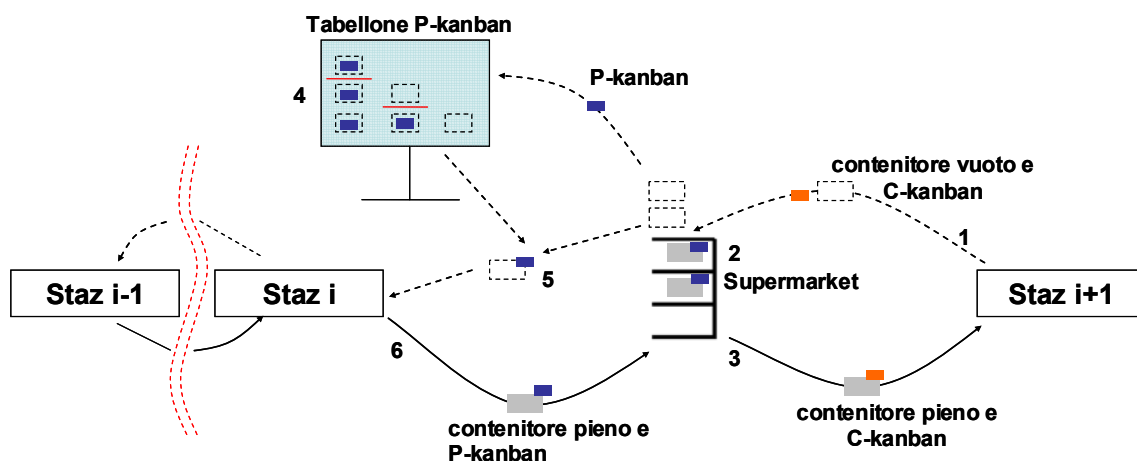 Tabellone P-kanban
P-kanban
4
contenitore vuoto e
C-kanban
1
2
5
Supermarket
Staz i-1
Staz i
Staz i+1
6
3
contenitore pieno e
P-kanban
contenitore pieno e
C-kanban